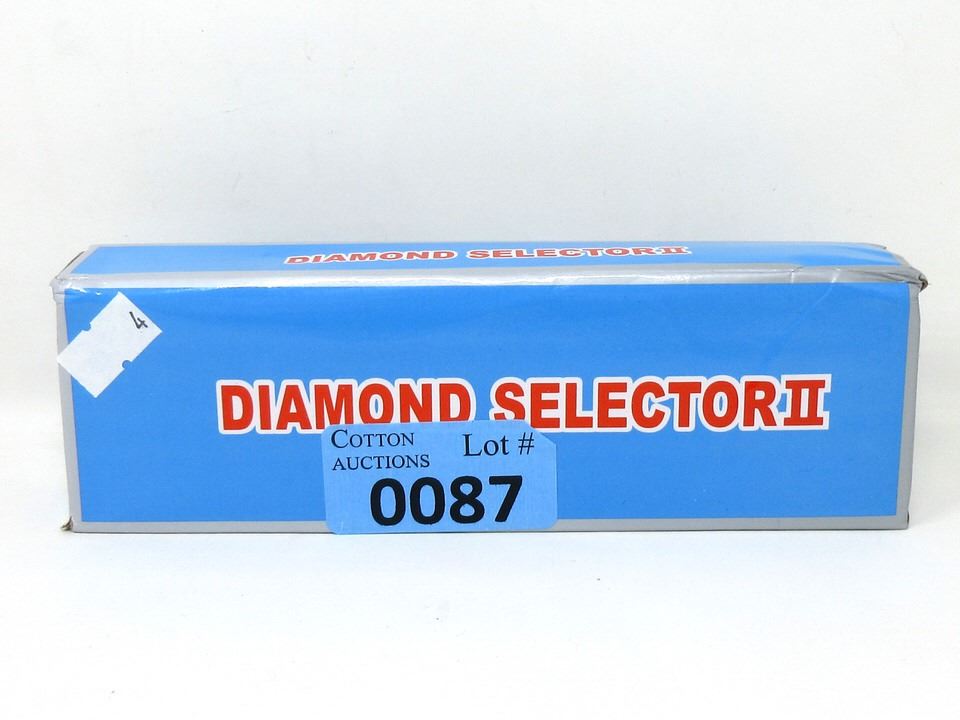 DIAMOND SELECTOR II
4
DIAMOND SELECTOR II
COTTON
AUCTIONS
Lot #
0087